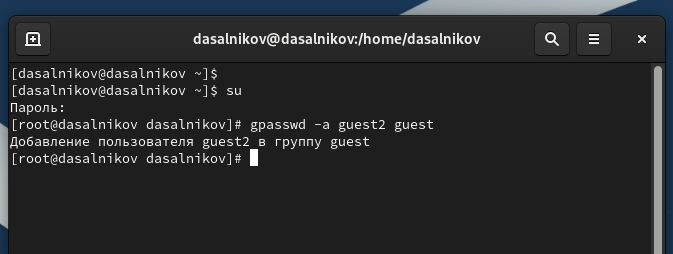 dasalnikov@dasalnikov:/home/dasalnikov
[dasalnikov@dasalnikov ~]$
[dasalnikov@dasalnikov ~]$ su
Пароль:
[root@dasalnikov dasalnikov]# gpasswd -a guest2 guest
Добавление пользователя guest2 в группу guest
[root@dasalnikov dasalnikov]#